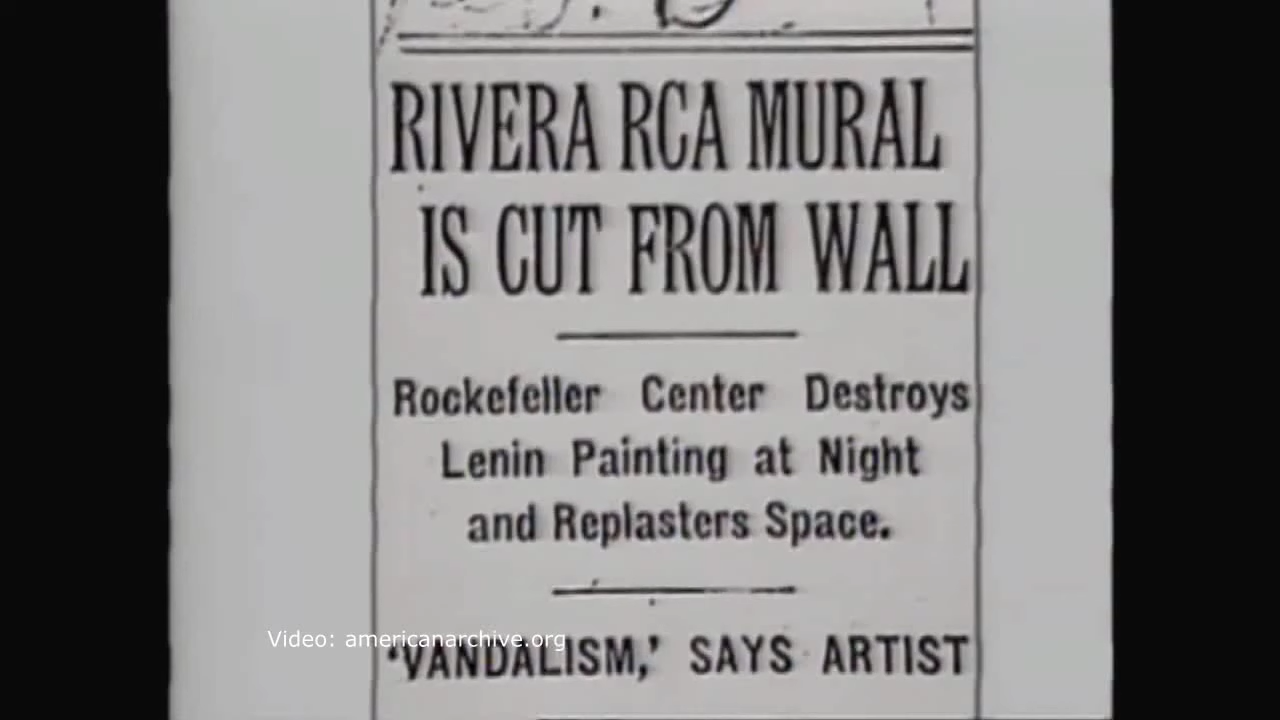 RIVERA RCA MURAL
IS CUT FROM WALL
Rockefeller Center Destroys
Lenin Painting at Night
and Replasters Space.
Video: americanarchive.org
'VANDALISM,' SAYS ARTIST